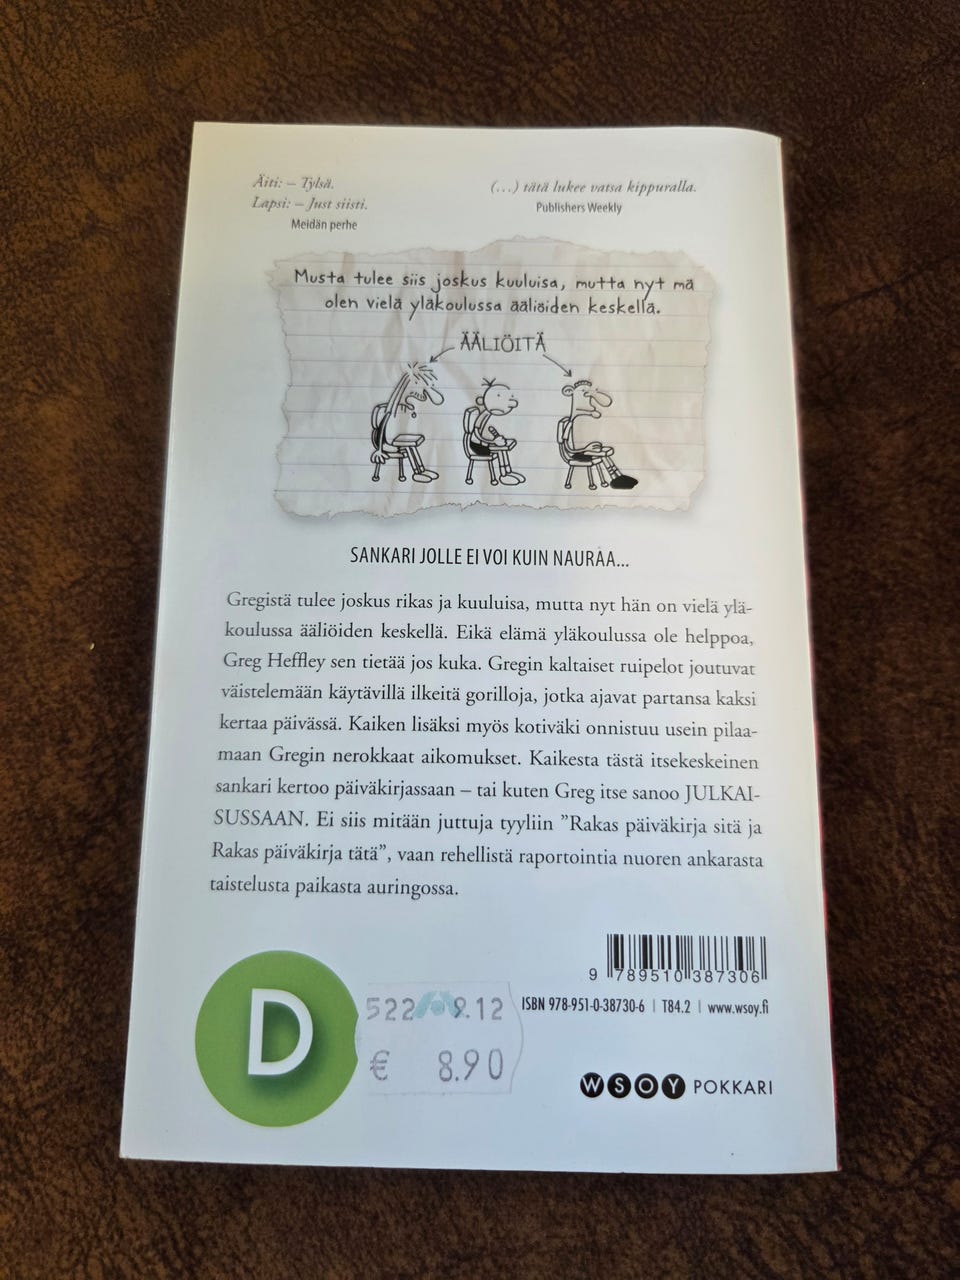 Äiti: – Tylsä.
Lapsi: – Just siisti.
Meidän perhe
(…) tätä lukee vatsa kippuralla.
Publishers Weekly
Musta tulee siis joskus kuuluisa, mutta nyt mä
olen vielä yläkoulussa ääliöiden keskellä.
ÄÄLIÖITÄ
SANKARI JOLLE EI VOI KUIN NAURAA...
Gregistä tulee joskus rikas ja kuuluisa, mutta nyt hän on vielä ylä-
koulussa ääliöiden keskellä. Eikä elämä yläkoulussa ole helppoa,
Greg Heffley sen tietää jos kuka. Gregin kaltaiset ruipelot joutuvat
väistelemään käytävillä ilkeitä gorilloja, jotka ajavat partansa kaksi
kertaa päivässä. Kaiken lisäksi myös kotiväki onnistuu usein pilaa-
maan Gregin nerokkaat aikomukset. Kaikesta tästä itsekeskeinen
sankari kertoo päiväkirjassaan – tai kuten Greg itse sanoo JULKAI-
SUSSAAN. Ei siis mitään juttuja tyyliin ”Rakas päiväkirja sitä ja
Rakas päiväkirja tätä”, vaan rehellistä raportointia nuoren ankarasta
taistelusta paikasta auringossa.
9 789510 387306
ISBN 978-951-0-38730-6 | T84.2 | www.wsoy.fi
D
522 9.12
€ 8.90
WSOY POKKARI